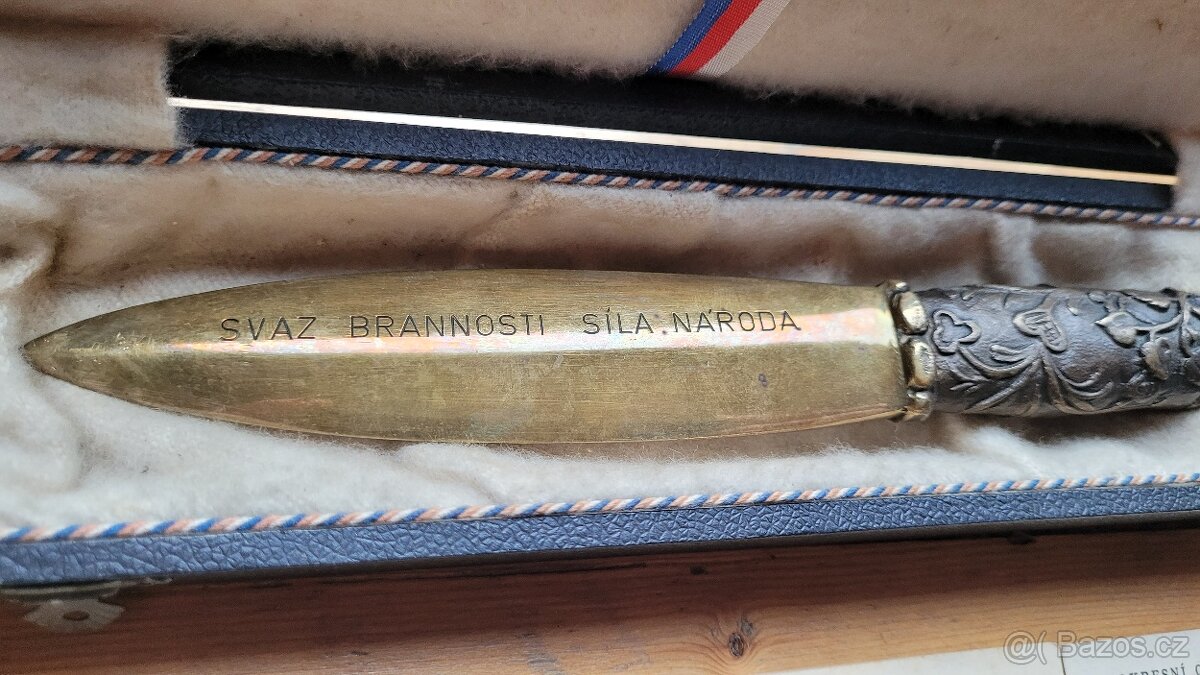 SVAZ BRANNOSTI SÍLA NÁRODA
@( Bazos.cz